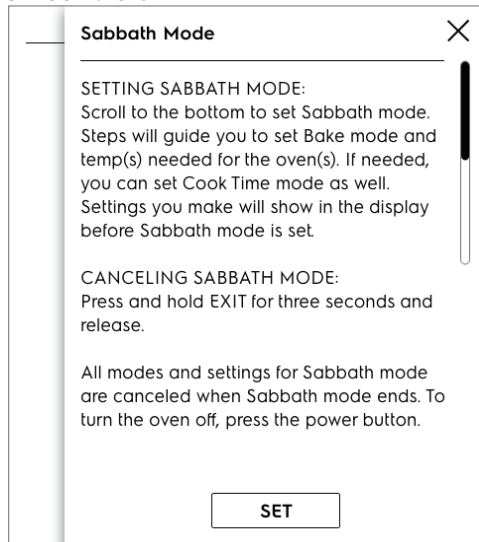 Sabbath Mode
SETTING SABBATH MODE:
Scroll to the bottom to set Sabbath mode.
Steps will guide you to set Bake mode and
temp(s) needed for the oven(s). If needed,
you can set Cook Time mode as well.
Settings you make will show in the display
before Sabbath mode is set.
CANCELING SABBATH MODE:
Press and hold EXIT for three seconds and
release.
All modes and settings for Sabbath mode
are canceled when Sabbath mode ends. To
turn the oven off, press the power button.
SET